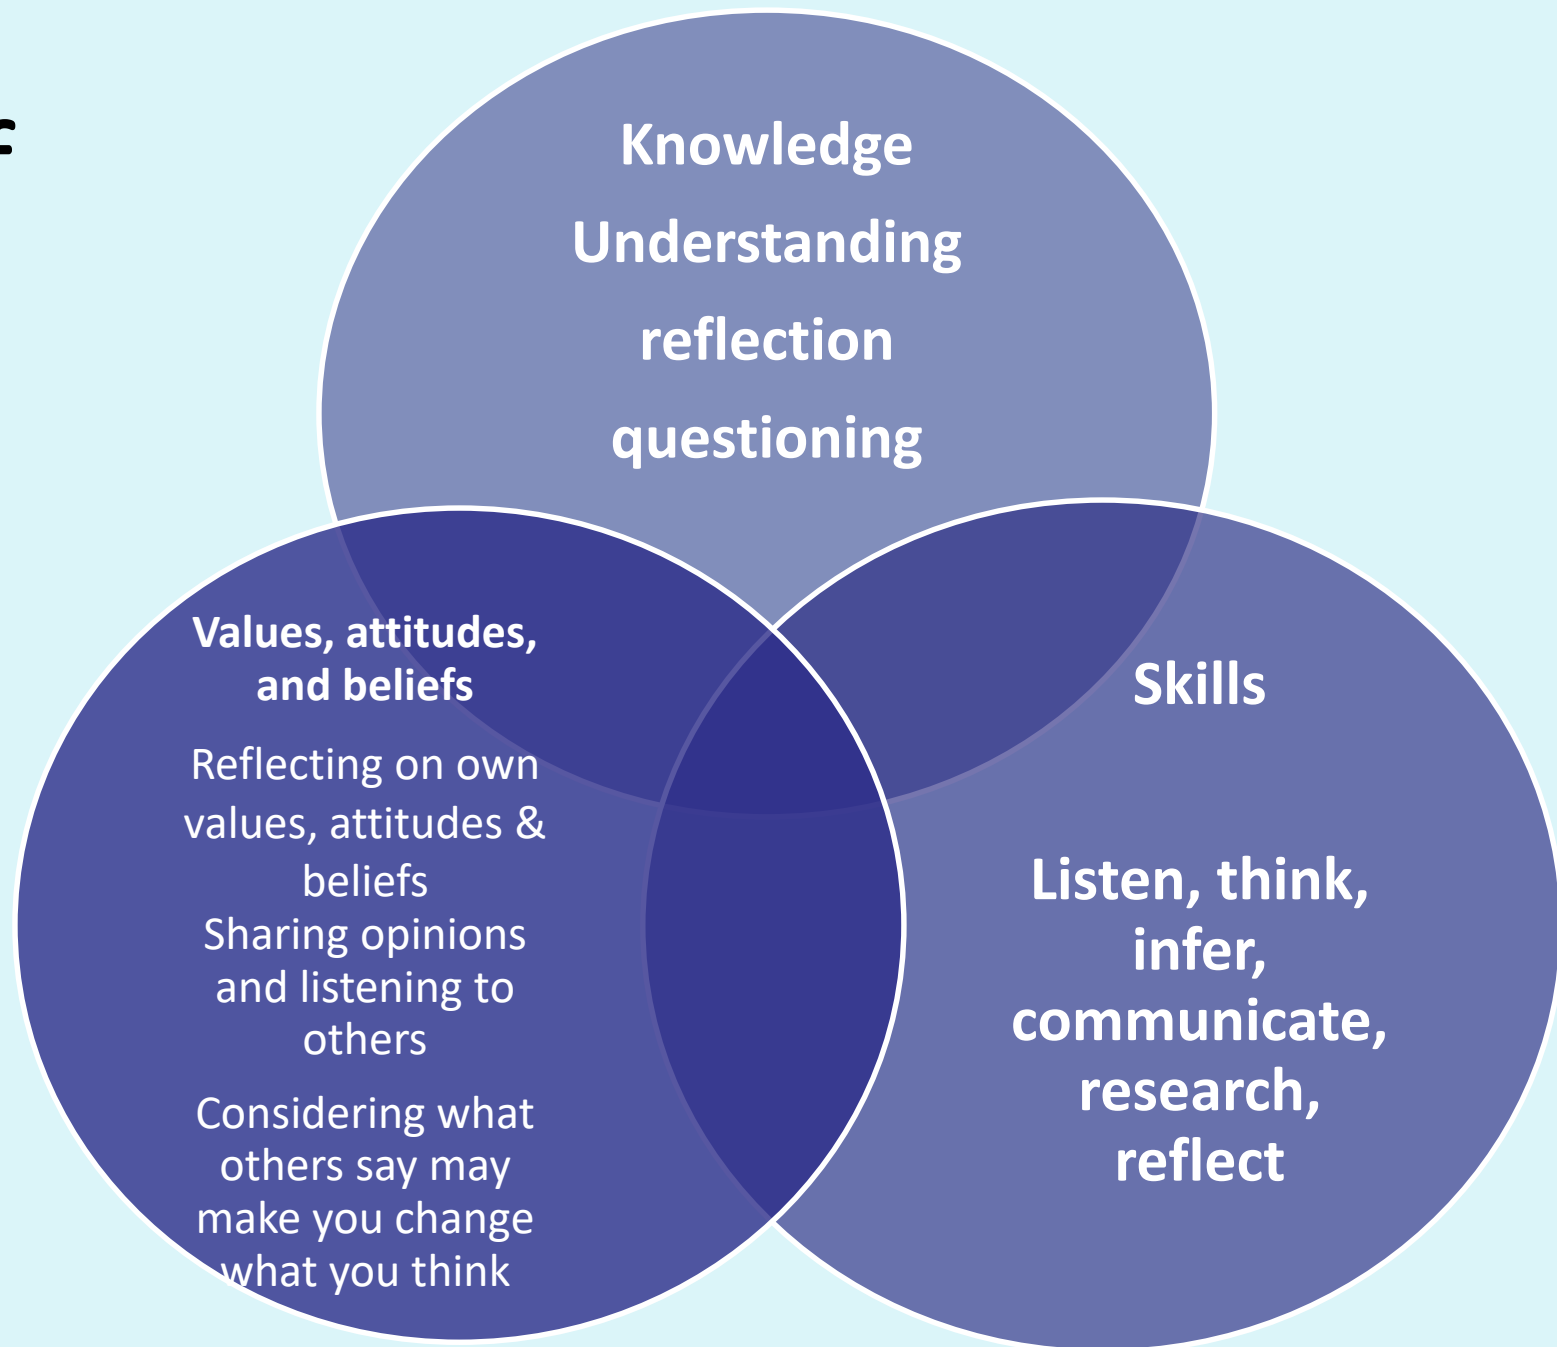 Knowledge
Understanding
reflection
questioning
Values, attitudes,
and beliefs
Reflecting on own
values, attitudes &
beliefs
Sharing opinions
and listening to
others
Considering what
others say may
make you change
what you think
Skills
Listen, think,
infer,
communicate,
research,
reflect